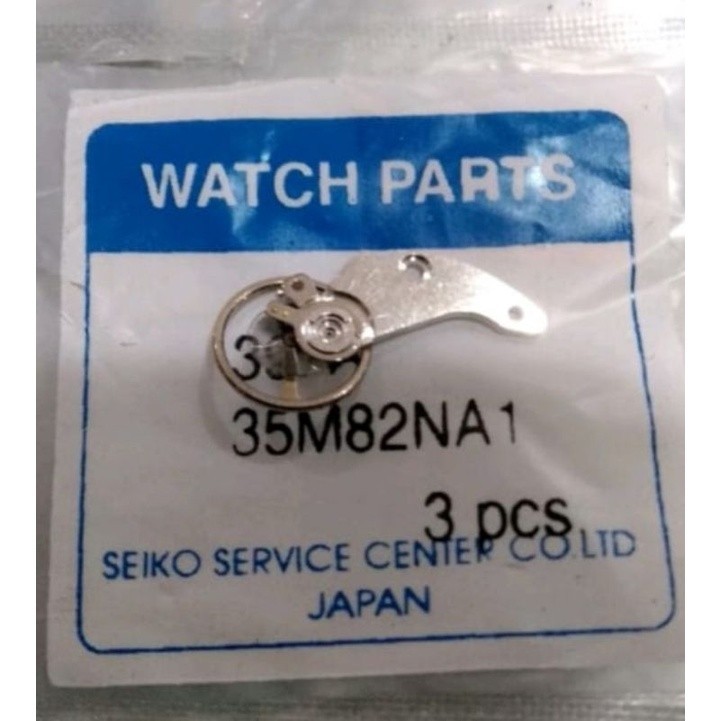 WATCH PARTS
35M82NA1
3 pcs
SEIKO SERVICE CENTER CO.LTD
JAPAN